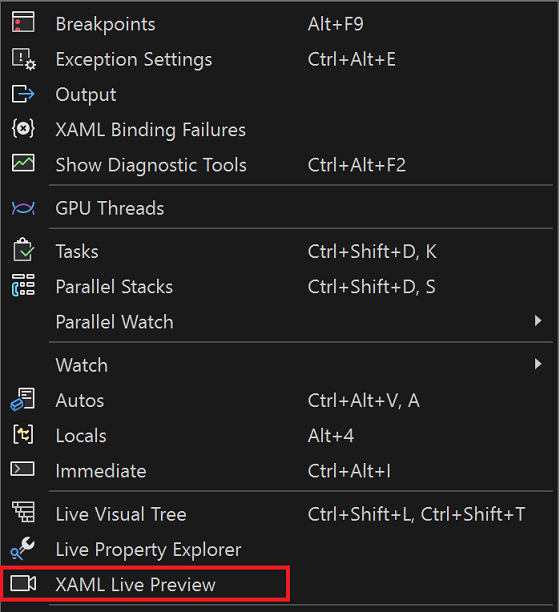 Breakpoints Alt+F9
Exception Settings Ctrl+Alt+E
Output
XAML Binding Failures
Show Diagnostic Tools Ctrl+Alt+F2
GPU Threads
Tasks Ctrl+Shift+D, K
Parallel Stacks Ctrl+Shift+D, S
Parallel Watch
Watch
Autos Ctrl+Alt+V, A
Locals Alt+4
Immediate Ctrl+Alt+I
Live Visual Tree Ctrl+Shift+L, Ctrl+Shift+T
Live Property Explorer
XAML Live Preview